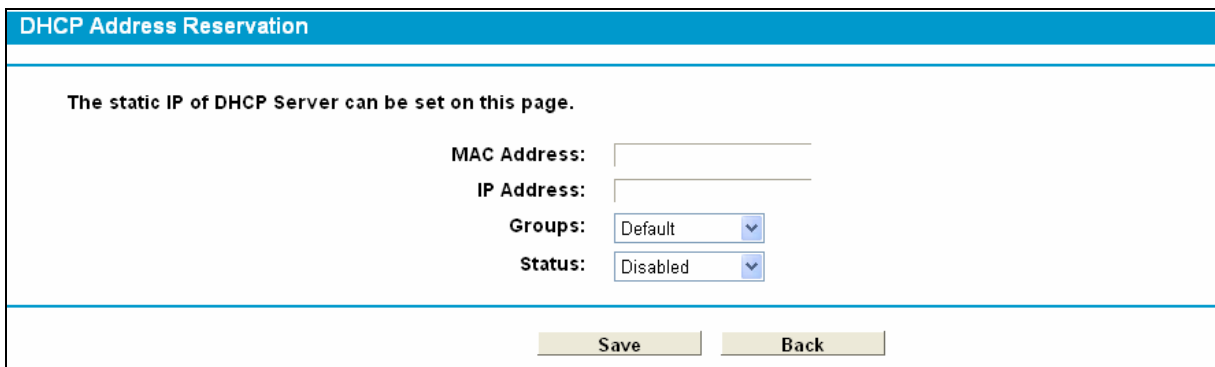 DHCP Address Reservation
The static IP of DHCP Server can be set on this page.
MAC Address:
IP Address:
Groups: Default
Status: Disabled
Save Back